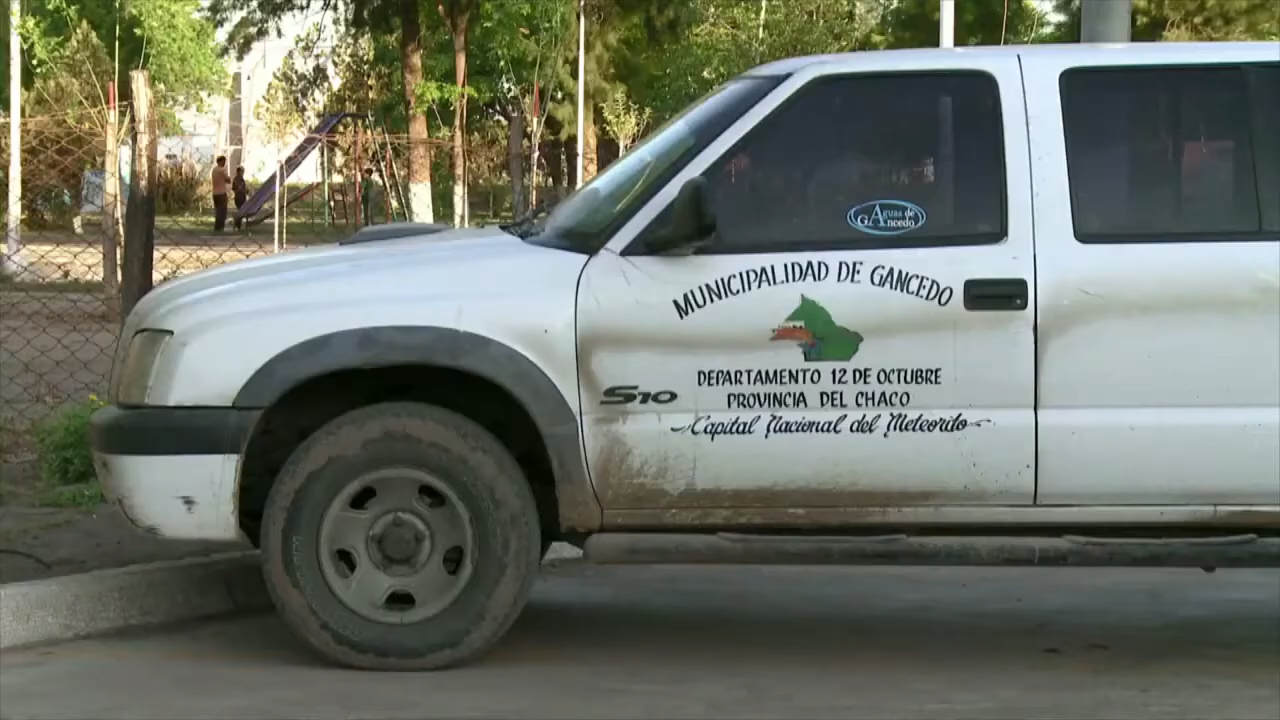 Aguas de
Gancedo
MUNICIPALIDAD DE GANCEDO
S10
DEPARTAMENTO 12 DE OCTUBRE
PROVINCIA DEL CHACO
Capital Nacional del Meteorito